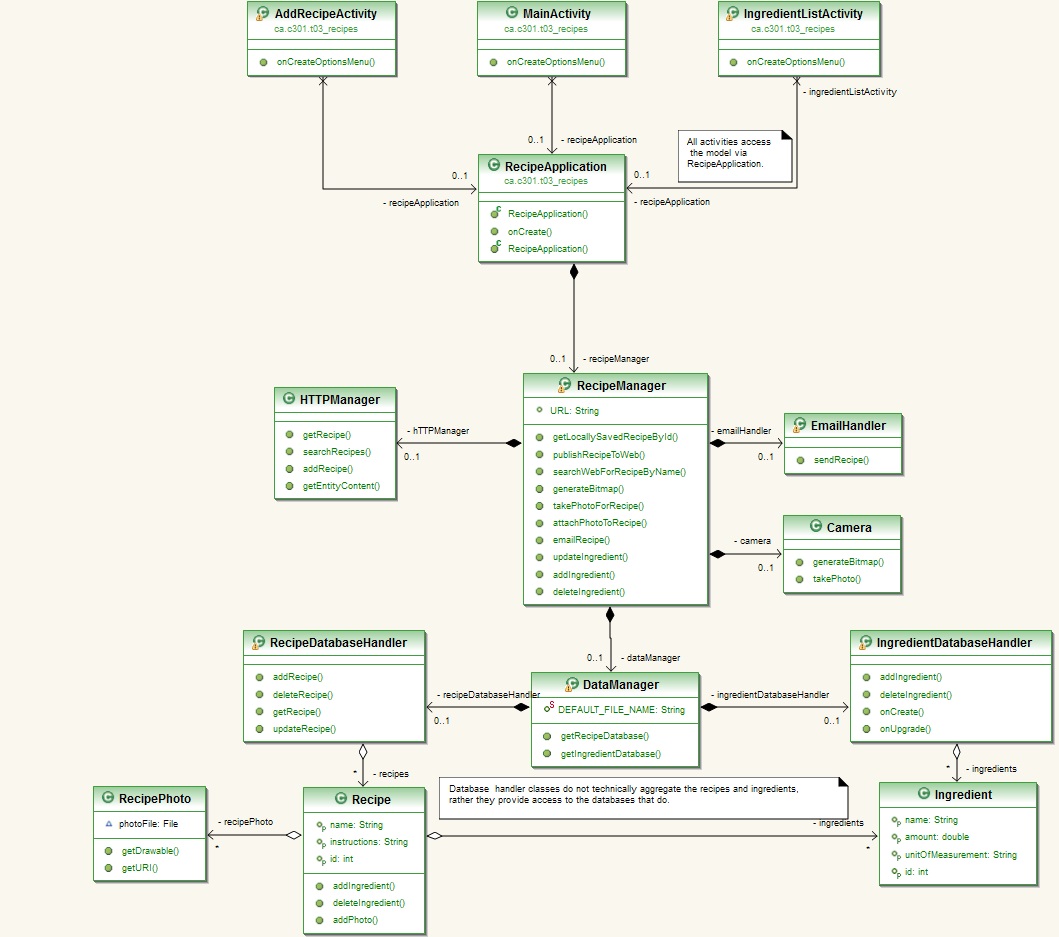 AddRecipeActivity
ca.c301.t03_recipes
onCreateOptionsMenu()
MainActivity
ca.c301.t03_recipes
onCreateOptionsMenu()
IngredientListActivity
ca.c301.t03_recipes
onCreateOptionsMenu()
- ingredientListActivity
0..1
- recipeApplication
All activities access
the model via
RecipeApplication.
0..1
- recipeApplication
RecipeApplication
ca.c301.t03_recipes
RecipeApplication()
onCreate()
RecipeApplication()
0..1
- recipeApplication
0..1
- recipeManager
HTTPManager
getRecipe()
searchRecipes()
addRecipe()
getEntityContent()
- hTTPManager
0..1
RecipeManager
URL: String
getLocallySavedRecipeById()
publishRecipeToWeb()
searchWebForRecipeByName()
generateBitmap()
takePhotoForRecipe()
attachPhotoToRecipe()
emailRecipe()
updateIngredient()
addIngredient()
deleteIngredient()
- emailHandler
0..1
EmailHandler
sendRecipe()
- camera
0..1
Camera
generateBitmap()
takePhoto()
0..1
- dataManager
RecipeDatabaseHandler
addRecipe()
deleteRecipe()
getRecipe()
updateRecipe()
- recipeDatabaseHandler
0..1
DataManager
DEFAULT_FILE_NAME: String
getRecipeDatabase()
getIngredientDatabase()
- ingredientDatabaseHandler
0..1
IngredientDatabaseHandler
addIngredient()
deleteIngredient()
onCreate()
onUpgrade()
*
- recipes
*
- ingredients
Database handler classes do not technically aggregate the recipes and ingredients,
rather they provide access to the databases that do.
RecipePhoto
photoFile: File
getDrawable()
getURI()
- recipePhoto
*
Recipe
name: String
instructions: String
id: int
addIngredient()
deleteIngredient()
addPhoto()
- ingredients
*
Ingredient
name: String
amount: double
unitOfMeasurement: String
id: int